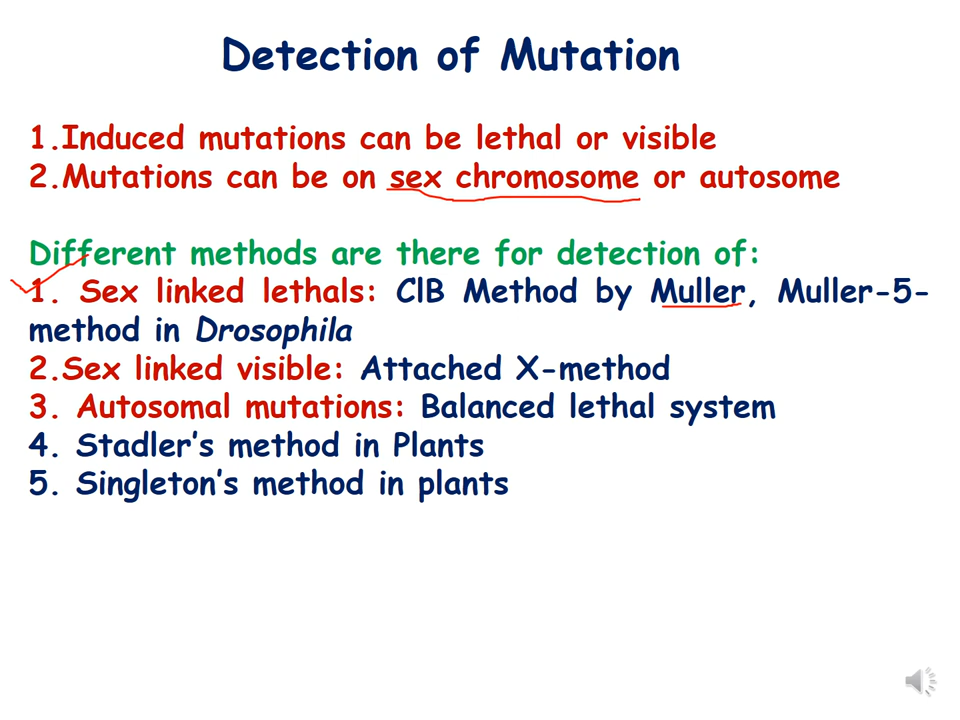 Detection of Mutation
1.Induced mutations can be lethal or visible
2.Mutations can be on sex chromosome or autosome
Different methods are there for detection of:
1. Sex linked lethals: ClB Method by Muller, Muller-5-
method in Drosophila
2.Sex linked visible: Attached X-method
3. Autosomal mutations: Balanced lethal system
4. Stadler’s method in Plants
5. Singleton’s method in plants